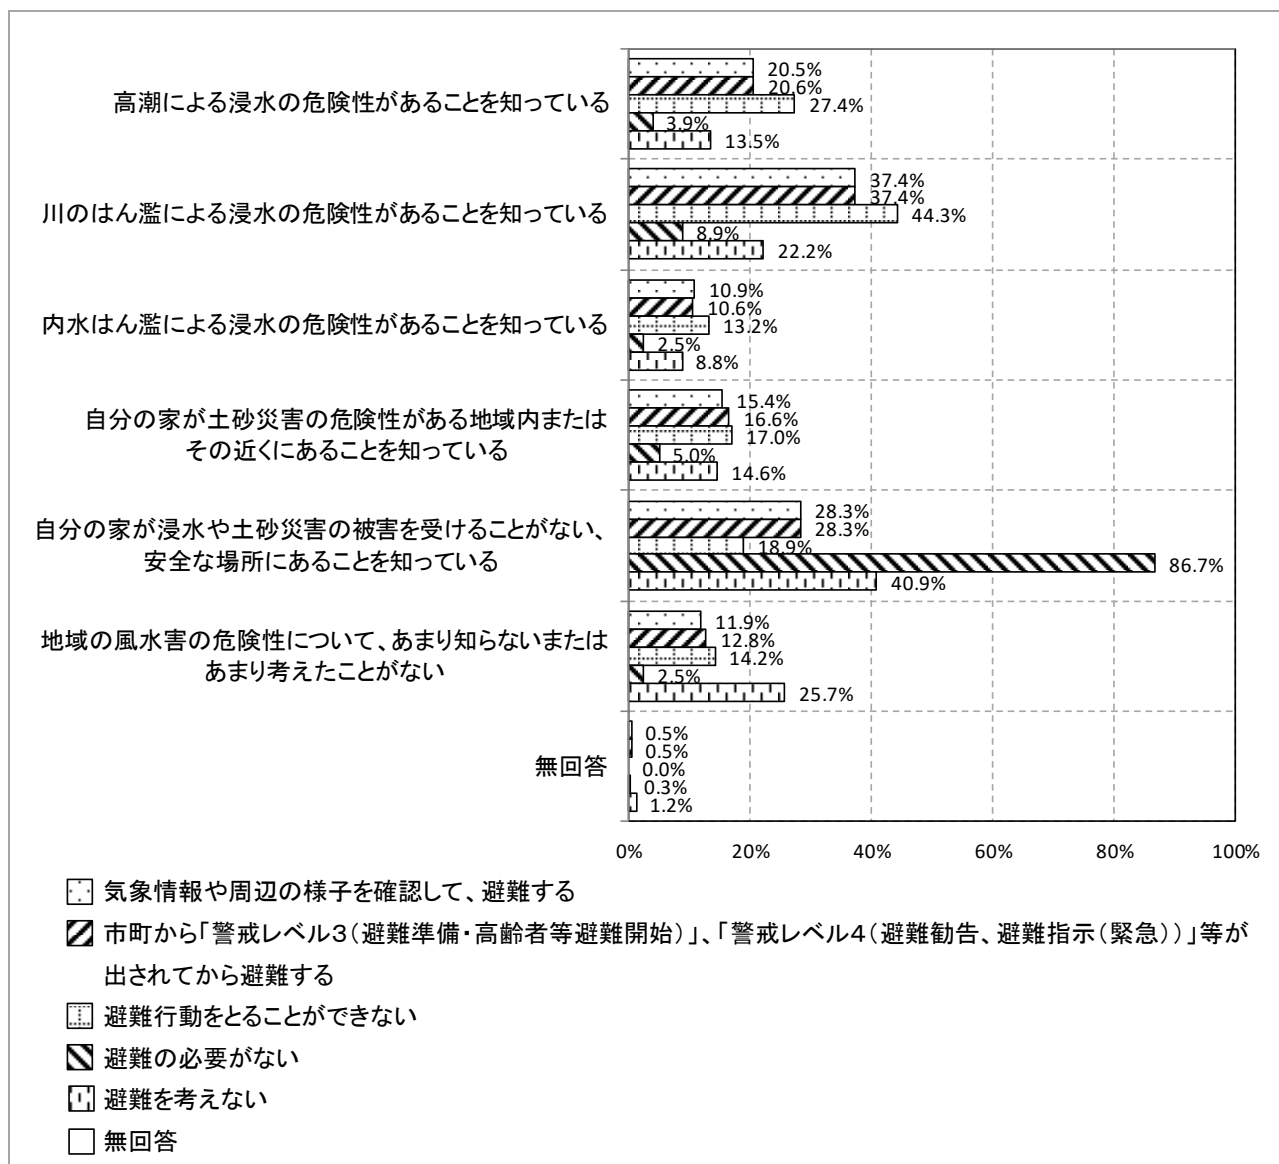 高潮による浸水の危険性があることを知っている
20.5%
20.6%
27.4%
3.9%
13.5%
川のはん濫による浸水の危険性があることを知っている
37.4%
37.4%
44.3%
8.9%
22.2%
内水はん濫による浸水の危険性があることを知っている
10.9%
10.6%
13.2%
2.5%
8.8%
自分の家が土砂災害の危険性がある地域内または
その近くにあることを知っている
15.4%
16.6%
17.0%
5.0%
14.6%
自分の家が浸水や土砂災害の被害を受けることがない、
安全な場所にあることを知っている
28.3%
28.3%
18.9%
86.7%
40.9%
地域の風水害の危険性について、あまり知らないまたは
あまり考えたことがない
11.9%
12.8%
14.2%
2.5%
25.7%
無回答
0.5%
0.5%
0.0%
0.3%
1.2%
0% 20% 40% 60% 80% 100%
気象情報や周辺の様子を確認して、避難する
市町から「警戒レベル3（避難準備・高齢者等避難開始）」、「警戒レベル4（避難勧告、避難指示（緊急））」等が
出されてから避難する
避難行動をとることができない
避難の必要がない
避難を考えない
無回答